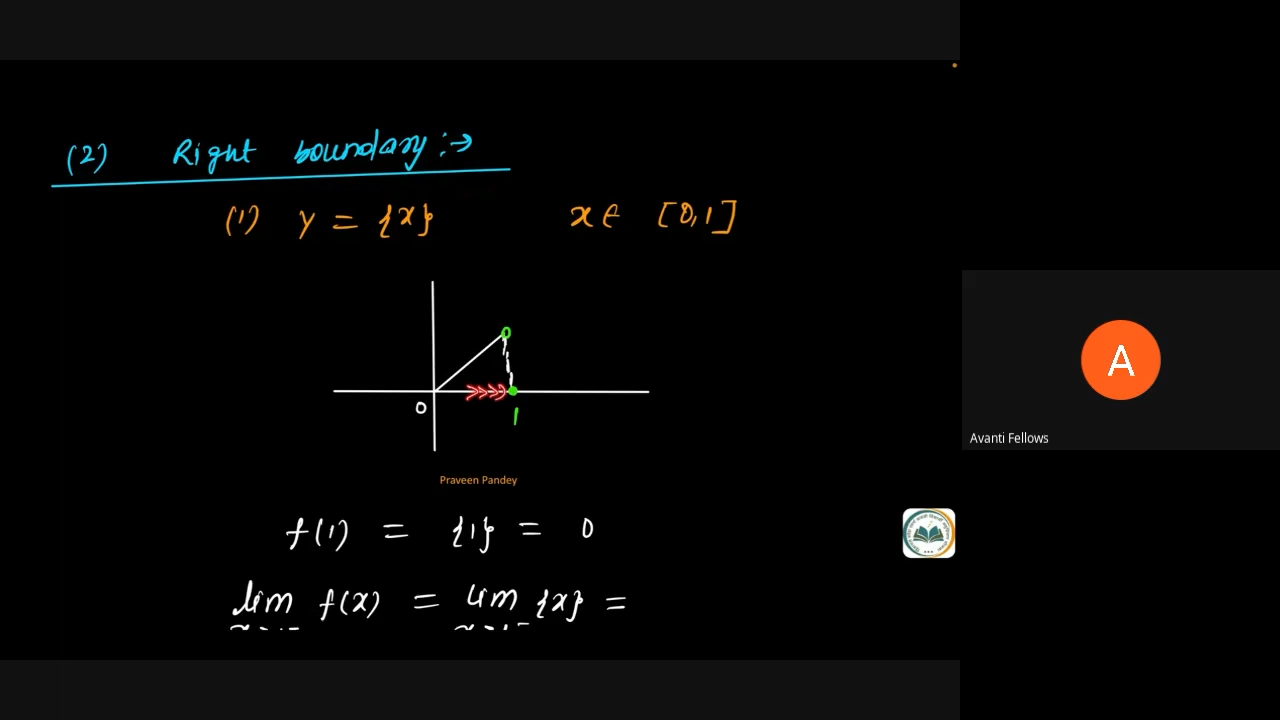 (2) Right boundary :→
(1) y = {x} x ∈ [0,1]
0
1
Praveen Pandey
f(1) = {1} = 0
lim f(x) = lim {x} =
A
Avanti Fellows